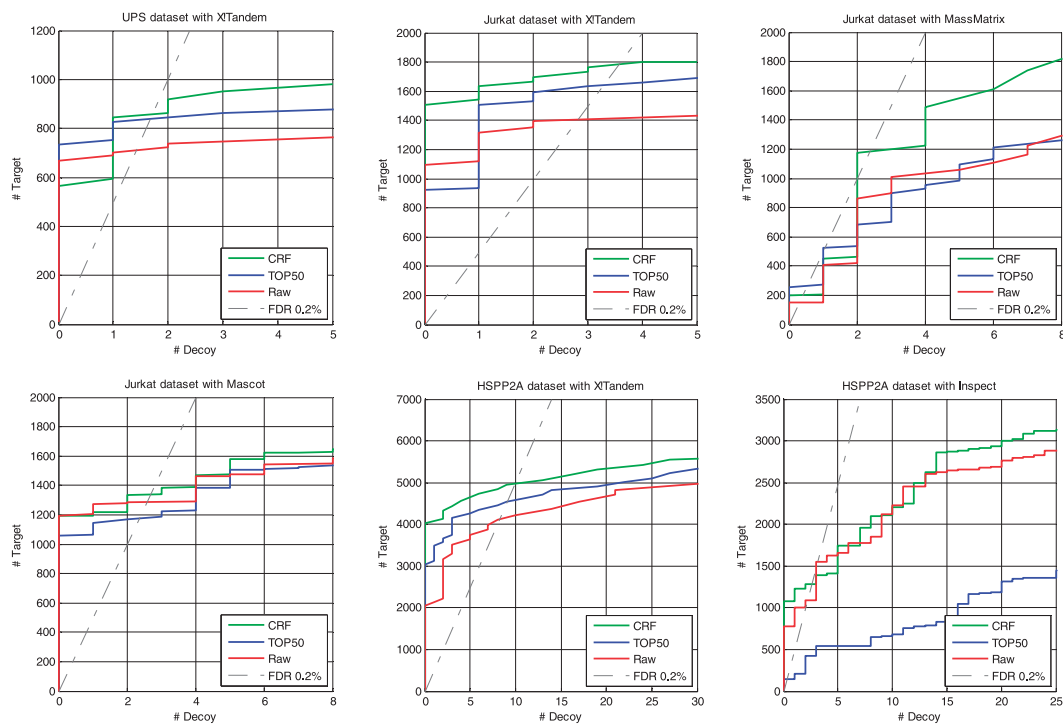 UPS dataset with X!Tandem
1200
1000
800
600
400
200
0
# Target
0 1 2 3 4 5
# Decoy
CRF
TOP50
Raw
FDR 0.2%
Jurkat dataset with X!Tandem
2000
1800
1600
1400
1200
1000
800
600
400
200
0
# Target
0 1 2 3 4 5
# Decoy
CRF
TOP50
Raw
FDR 0.2%
Jurkat dataset with MassMatrix
2000
1800
1600
1400
1200
1000
800
600
400
200
0
# Target
0 2 4 6 8
# Decoy
CRF
TOP50
Raw
FDR 0.2%
Jurkat dataset with Mascot
2000
1800
1600
1400
1200
1000
800
600
400
200
0
# Target
0 2 4 6 8
# Decoy
CRF
TOP50
Raw
FDR 0.2%
HSPP2A dataset with X!Tandem
7000
6000
5000
4000
3000
2000
1000
0
# Target
0 5 10 15 20 25 30
# Decoy
CRF
TOP50
Raw
FDR 0.2%
HSPP2A dataset with Inspect
3500
3000
2500
2000
1500
1000
500
0
# Target
0 5 10 15 20 25
# Decoy
CRF
TOP50
Raw
FDR 0.2%